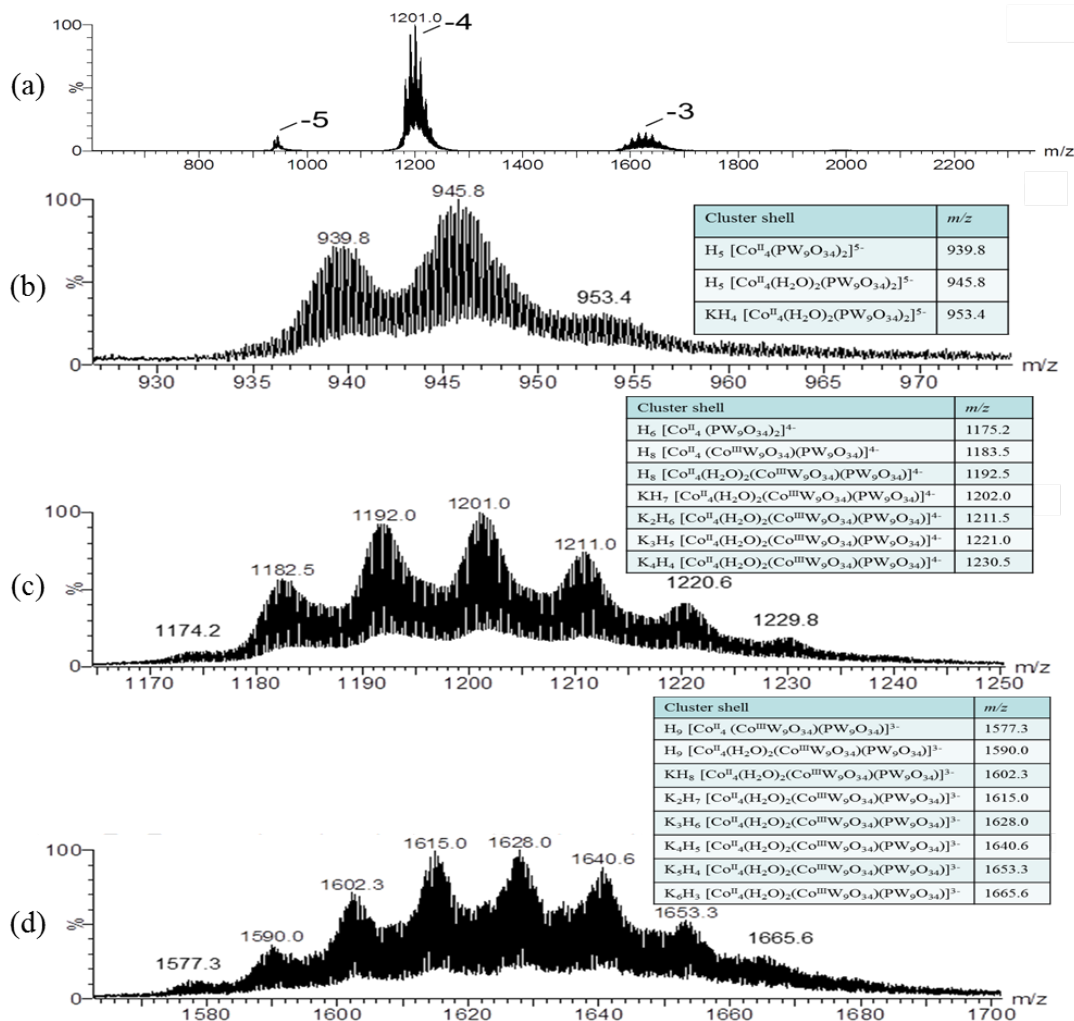 (a)
100
%
0
1201.0
-4
-5
-3
800 1000 1200 1400 1600 1800 2000 2200
m/z
(b)
100
%
0
939.8
945.8
953.4
930 935 940 945 950 955 960 965 970
m/z
Cluster shell m/z
H₅ [Coᴵᴵ₄(PW₉O₃₄)₂]⁵⁻ 939.8
H₅ [Coᴵᴵ₄(H₂O)₂(PW₉O₃₄)₂]⁵⁻ 945.8
KH₄ [Coᴵᴵ₄(H₂O)₂(PW₉O₃₄)₂]⁵⁻ 953.4
Cluster shell m/z
H₆ [Coᴵᴵ₄ (PW₉O₃₄)₂]⁴⁻ 1175.2
H₈ [Coᴵᴵ₄ (CoᴵᴵᴵW₉O₃₄)(PW₉O₃₄)]⁴⁻ 1183.5
H₈ [Coᴵᴵ₄(H₂O)₂(CoᴵᴵᴵW₉O₃₄)(PW₉O₃₄)]⁴⁻ 1192.5
KH₇ [Coᴵᴵ₄(H₂O)₂(CoᴵᴵᴵW₉O₃₄)(PW₉O₃₄)]⁴⁻ 1202.0
K₂H₆ [Coᴵᴵ₄(H₂O)₂(CoᴵᴵᴵW₉O₃₄)(PW₉O₃₄)]⁴⁻ 1211.5
K₃H₅ [Coᴵᴵ₄(H₂O)₂(CoᴵᴵᴵW₉O₃₄)(PW₉O₃₄)]⁴⁻ 1221.0
K₄H₄ [Coᴵᴵ₄(H₂O)₂(CoᴵᴵᴵW₉O₃₄)(PW₉O₃₄)]⁴⁻ 1230.5
(c)
100
%
0
1174.2
1182.5
1192.0
1201.0
1211.0
1220.6
1229.8
1170 1180 1190 1200 1210 1220 1230 1240 1250
m/z
Cluster shell m/z
H₉ [Coᴵᴵ₄ (CoᴵᴵᴵW₉O₃₄)(PW₉O₃₄)]³⁻ 1577.3
H₉ [Coᴵᴵ₄(H₂O)₂(CoᴵᴵᴵW₉O₃₄)(PW₉O₃₄)]³⁻ 1590.0
KH₈ [Coᴵᴵ₄(H₂O)₂(CoᴵᴵᴵW₉O₃₄)(PW₉O₃₄)]³⁻ 1602.3
K₂H₇ [Coᴵᴵ₄(H₂O)₂(CoᴵᴵᴵW₉O₃₄)(PW₉O₃₄)]³⁻ 1615.0
K₃H₆ [Coᴵᴵ₄(H₂O)₂(CoᴵᴵᴵW₉O₃₄)(PW₉O₃₄)]³⁻ 1628.0
K₄H₅ [Coᴵᴵ₄(H₂O)₂(CoᴵᴵᴵW₉O₃₄)(PW₉O₃₄)]³⁻ 1640.6
K₅H₄ [Coᴵᴵ₄(H₂O)₂(CoᴵᴵᴵW₉O₃₄)(PW₉O₃₄)]³⁻ 1653.3
K₆H₃ [Coᴵᴵ₄(H₂O)₂(CoᴵᴵᴵW₉O₃₄)(PW₉O₃₄)]³⁻ 1665.6
(d)
100
%
0
1577.3
1590.0
1602.3
1615.0
1628.0
1640.6
1653.3
1665.6
1580 1600 1620 1640 1660 1680 1700
m/z